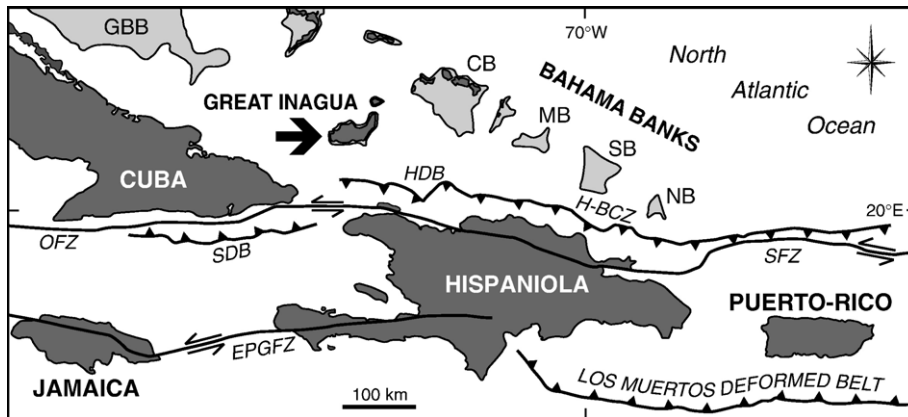 GBB
70°W
North
CB
BAHAMA BANKS
Atlantic
GREAT INAGUA
MB
Ocean
SB
HDB
CUBA
NB
H-BCZ
20°E
OFZ
SDB
SFZ
HISPANIOLA
PUERTO-RICO
EPGFZ
JAMAICA
100 km
LOS MUERTOS DEFORMED BELT